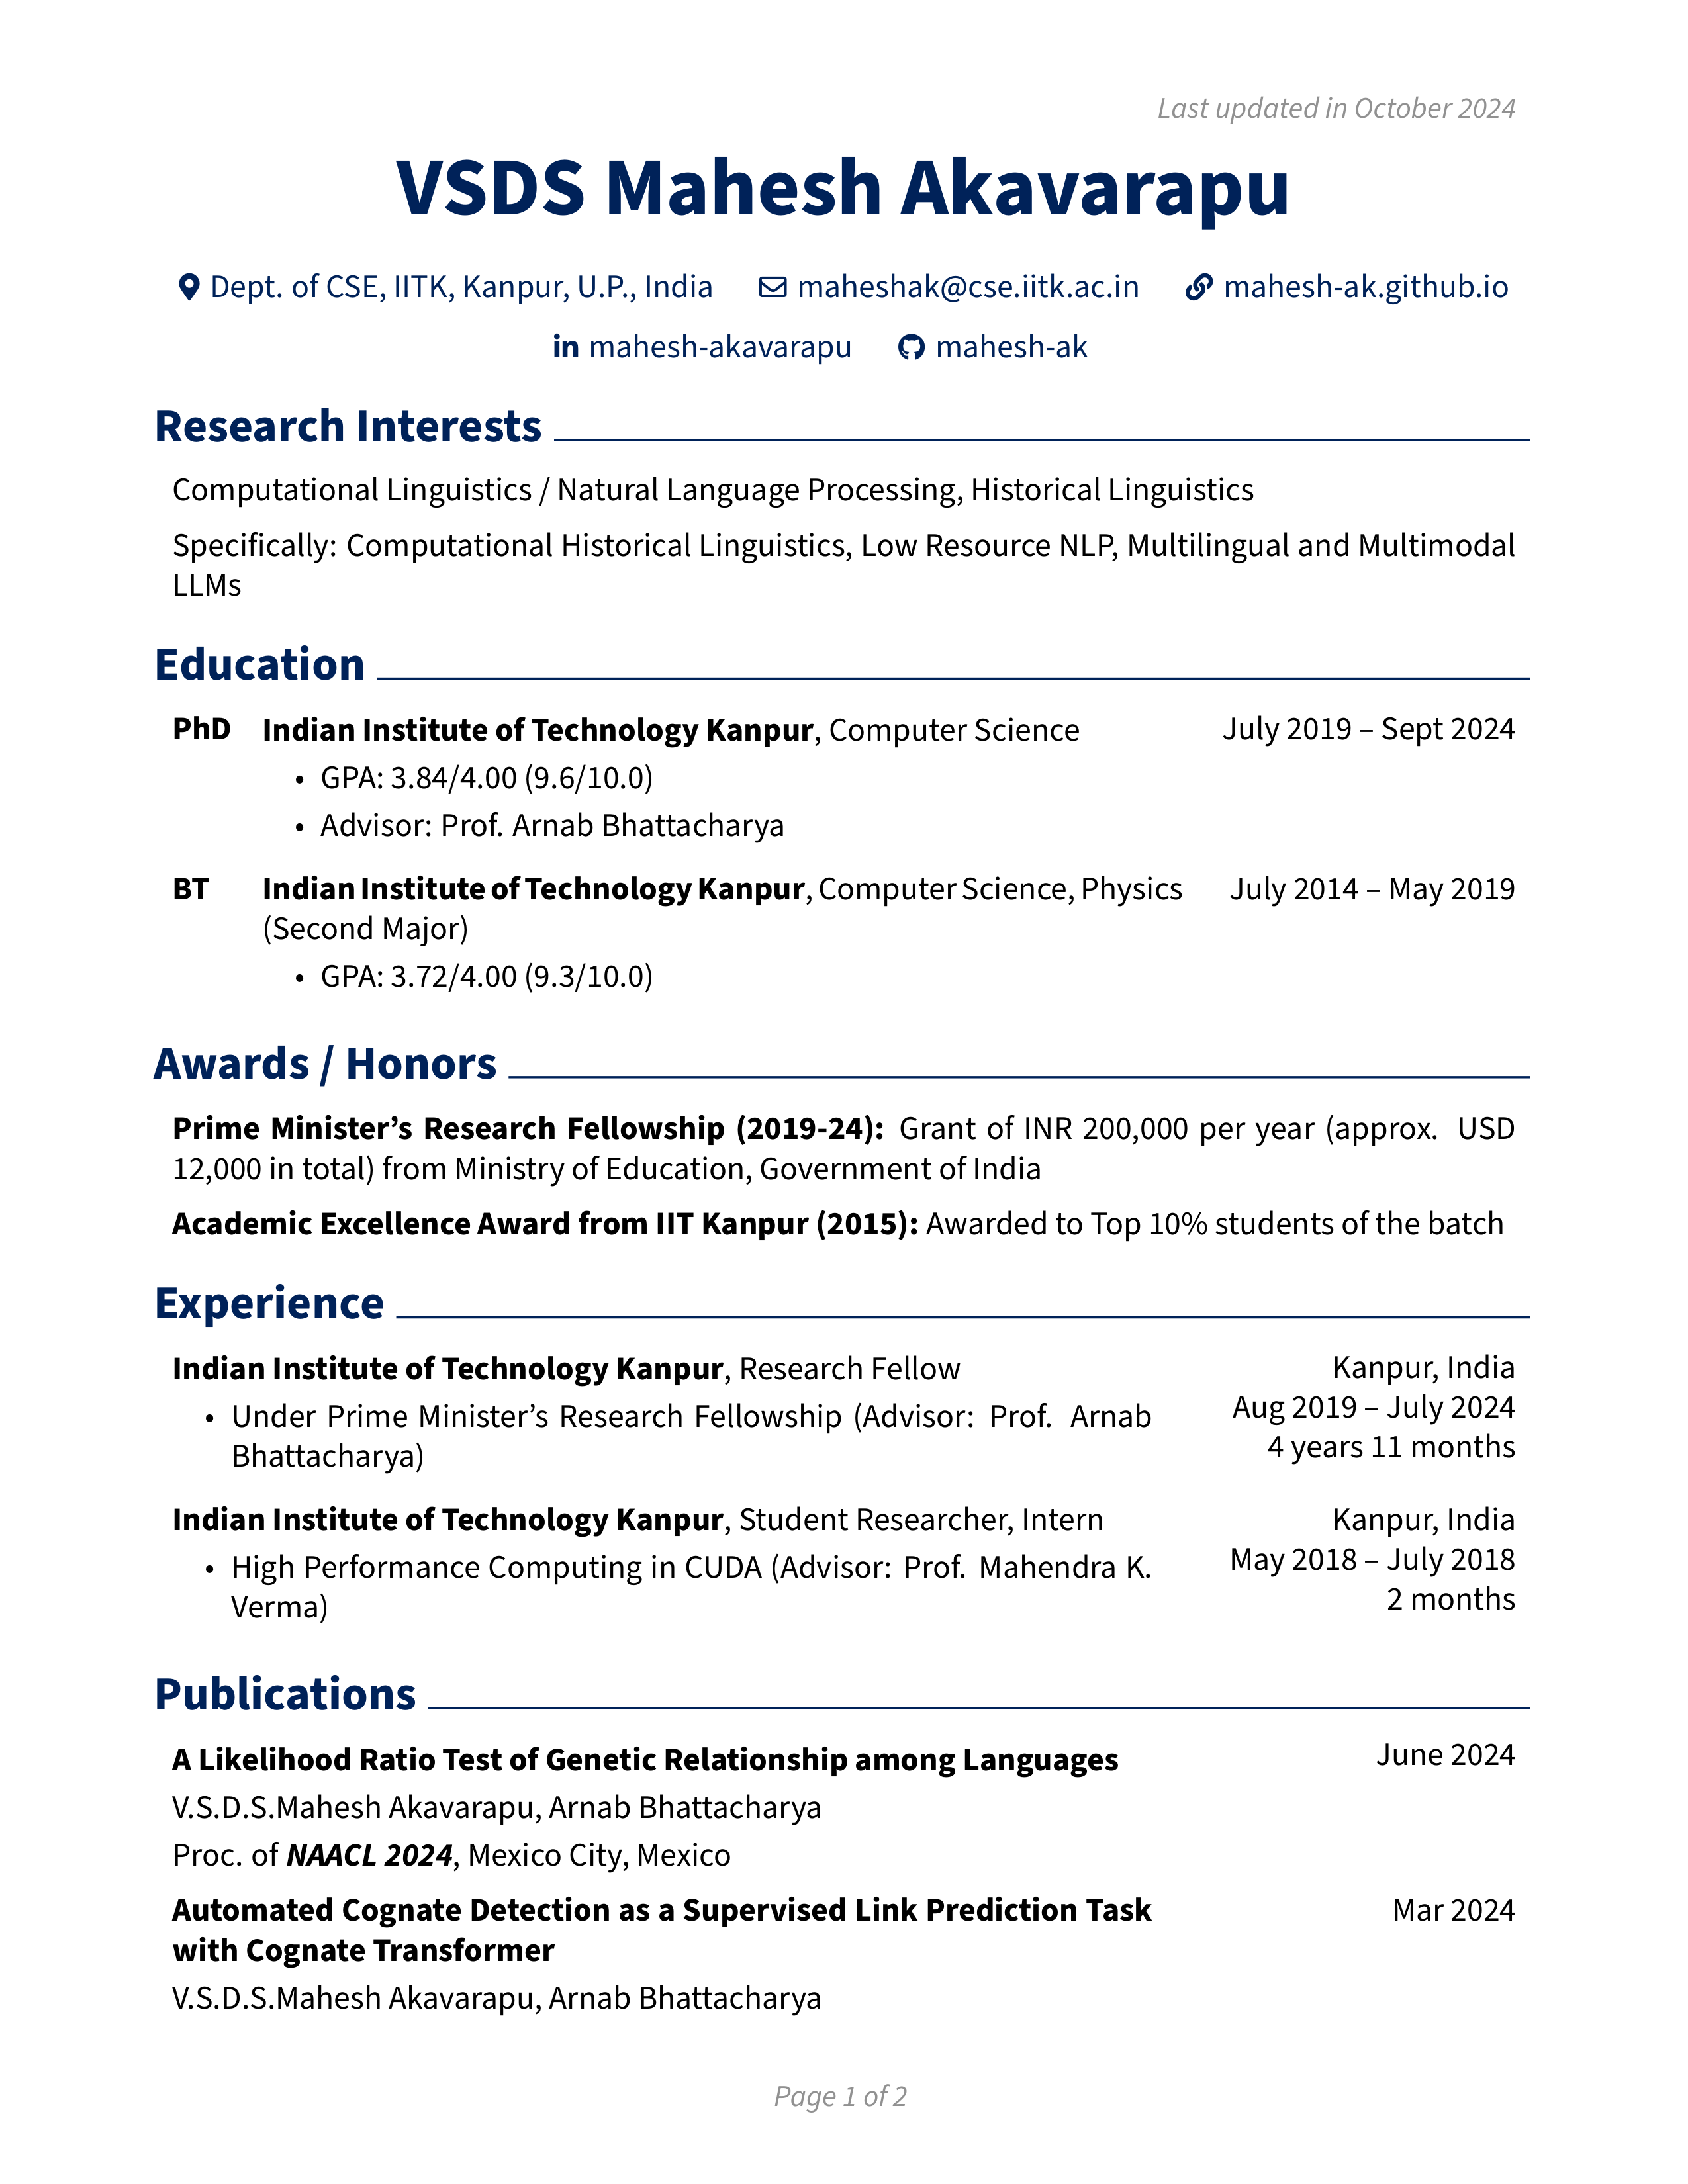 Last updated in October 2024
VSDS Mahesh Akavarapu
Dept. of CSE, IITK, Kanpur, U.P., India maheshak@cse.iitk.ac.in mahesh-ak.github.io
mahesh-akavarapu mahesh-ak
Research Interests
Computational Linguistics / Natural Language Processing, Historical Linguistics
Specifically: Computational Historical Linguistics, Low Resource NLP, Multilingual and Multimodal
LLMs
Education
PhD Indian Institute of Technology Kanpur, Computer Science July 2019 – Sept 2024
• GPA: 3.84/4.00 (9.6/10.0)
• Advisor: Prof. Arnab Bhattacharya
BT Indian Institute of Technology Kanpur, Computer Science, Physics July 2014 – May 2019
(Second Major)
• GPA: 3.72/4.00 (9.3/10.0)
Awards / Honors
Prime Minister’s Research Fellowship (2019-24): Grant of INR 200,000 per year (approx. USD
12,000 in total) from Ministry of Education, Government of India
Academic Excellence Award from IIT Kanpur (2015): Awarded to Top 10% students of the batch
Experience
Indian Institute of Technology Kanpur, Research Fellow Kanpur, India
• Under Prime Minister’s Research Fellowship (Advisor: Prof. Arnab Aug 2019 – July 2024
Bhattacharya) 4 years 11 months
Indian Institute of Technology Kanpur, Student Researcher, Intern Kanpur, India
• High Performance Computing in CUDA (Advisor: Prof. Mahendra K. May 2018 – July 2018
Verma) 2 months
Publications
A Likelihood Ratio Test of Genetic Relationship among Languages June 2024
V.S.D.S.Mahesh Akavarapu, Arnab Bhattacharya
Proc. of NAACL 2024, Mexico City, Mexico
Automated Cognate Detection as a Supervised Link Prediction Task Mar 2024
with Cognate Transformer
V.S.D.S.Mahesh Akavarapu, Arnab Bhattacharya
Page 1 of 2